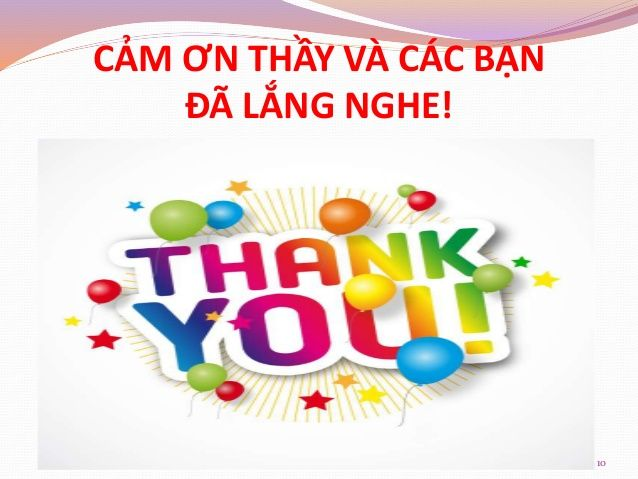 CẢM ƠN THẦY VÀ CÁC BẠN
ĐÃ LẮNG NGHE!
THANK
YOU!
10